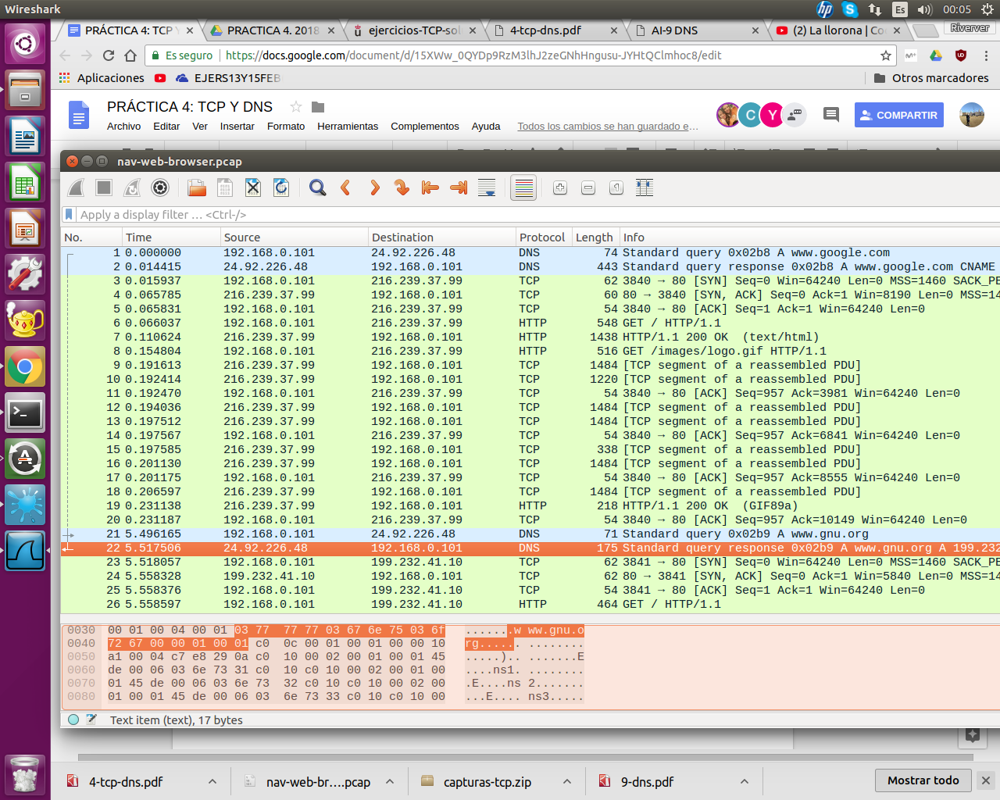 Wireshark
Es
00:05
PRÁCTICA 4: TCP Y
PRACTICA 4. 2018
ejercicios-TCP-sol
4-tcp-dns.pdf
AI-9 DNS
(2) La llorona | Co
Riverver
Es seguro
https://docs.google.com/document/d/15XWw_0QYDp9RzM3lhJ2zeGNhHngusu-JYHtQClmhoc8/edit
Aplicaciones
EJERS13Y15FEB
Otros marcadores
PRÁCTICA 4: TCP Y DNS
Archivo Editar Ver Insertar Formato Herramientas Complementos Ayuda Todos los cambios se han guardado e…
C
Y
COMPARTIR
nav-web-browser.pcap
Apply a display filter … <Ctrl-/>
No. Time Source Destination Protocol Length Info
1 0.000000 192.168.0.101 24.92.226.48 DNS 74 Standard query 0x02b8 A www.google.com
2 0.014415 24.92.226.48 192.168.0.101 DNS 443 Standard query response 0x02b8 A www.google.com CNAME
3 0.015937 192.168.0.101 216.239.37.99 TCP 62 3840 → 80 [SYN] Seq=0 Win=64240 Len=0 MSS=1460 SACK_PE
4 0.065785 216.239.37.99 192.168.0.101 TCP 60 80 → 3840 [SYN, ACK] Seq=0 Ack=1 Win=8190 Len=0 MSS=14
5 0.065831 192.168.0.101 216.239.37.99 TCP 54 3840 → 80 [ACK] Seq=1 Ack=1 Win=64240 Len=0
6 0.066037 192.168.0.101 216.239.37.99 HTTP 548 GET / HTTP/1.1
7 0.110624 216.239.37.99 192.168.0.101 HTTP 1438 HTTP/1.1 200 OK (text/html)
8 0.154804 192.168.0.101 216.239.37.99 HTTP 516 GET /images/logo.gif HTTP/1.1
9 0.191613 216.239.37.99 192.168.0.101 TCP 1484 [TCP segment of a reassembled PDU]
10 0.192414 216.239.37.99 192.168.0.101 TCP 1220 [TCP segment of a reassembled PDU]
11 0.192470 192.168.0.101 216.239.37.99 TCP 54 3840 → 80 [ACK] Seq=957 Ack=3981 Win=64240 Len=0
12 0.194036 216.239.37.99 192.168.0.101 TCP 1484 [TCP segment of a reassembled PDU]
13 0.197512 216.239.37.99 192.168.0.101 TCP 1484 [TCP segment of a reassembled PDU]
14 0.197567 192.168.0.101 216.239.37.99 TCP 54 3840 → 80 [ACK] Seq=957 Ack=6841 Win=64240 Len=0
15 0.197585 216.239.37.99 192.168.0.101 TCP 338 [TCP segment of a reassembled PDU]
16 0.201130 216.239.37.99 192.168.0.101 TCP 1484 [TCP segment of a reassembled PDU]
17 0.201175 192.168.0.101 216.239.37.99 TCP 54 3840 → 80 [ACK] Seq=957 Ack=8555 Win=64240 Len=0
18 0.206597 216.239.37.99 192.168.0.101 TCP 1484 [TCP segment of a reassembled PDU]
19 0.231138 216.239.37.99 192.168.0.101 HTTP 218 HTTP/1.1 200 OK (GIF89a)
20 0.231187 192.168.0.101 216.239.37.99 TCP 54 3840 → 80 [ACK] Seq=957 Ack=10149 Win=64240 Len=0
21 5.496165 192.168.0.101 24.92.226.48 DNS 71 Standard query 0x02b9 A www.gnu.org
22 5.517506 24.92.226.48 192.168.0.101 DNS 175 Standard query response 0x02b9 A www.gnu.org A 199.232
23 5.518057 192.168.0.101 199.232.41.10 TCP 62 3841 → 80 [SYN] Seq=0 Win=64240 Len=0 MSS=1460 SACK_PE
24 5.558328 199.232.41.10 192.168.0.101 TCP 62 80 → 3841 [SYN, ACK] Seq=0 Ack=1 Win=5840 Len=0 MSS=14
25 5.558376 192.168.0.101 199.232.41.10 TCP 54 3841 → 80 [ACK] Seq=1 Ack=1 Win=64240 Len=0
26 5.558597 192.168.0.101 199.232.41.10 HTTP 464 GET / HTTP/1.1
0030 00 01 00 04 00 01 03 77 77 77 03 67 6e 75 03 6f .......w ww.gnu.o
0040 72 67 00 00 01 00 01 c0 0c 00 01 00 01 00 00 10 rg...... ........
0050 a1 00 04 c7 e8 29 0a c0 10 00 02 00 01 00 01 45 .....).. .......E
0060 de 00 06 03 6e 73 31 c0 10 c0 10 00 02 00 01 00 ....ns1. ........
0070 01 45 de 00 06 03 6e 73 32 c0 10 c0 10 00 02 00 .E....ns 2.......
0080 01 00 01 45 de 00 06 03 6e 73 33 c0 10 c0 10 00 ...E.... ns3.....
Text item (text), 17 bytes
4-tcp-dns.pdf
nav-web-br….pcap
capturas-tcp.zip
9-dns.pdf
Mostrar todo